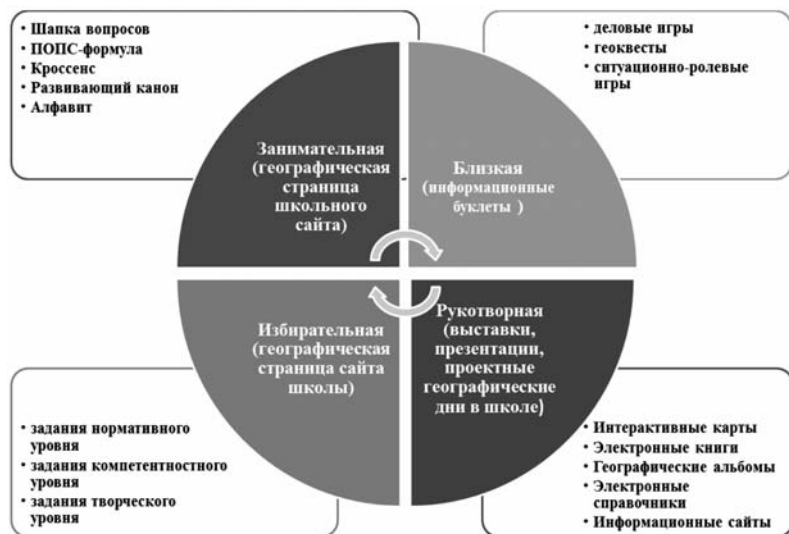 • Шапка вопросов
• ПОПС-формула
• Кроссенс
• Развивающий канон
• Алфавит
• деловые игры
• геоквесты
• ситуационно-ролевые
игры
Занимательная
(географическая
страница
школьного
сайта)
Близкая
(информационные
буклеты )
Избирательная
(географическая
страница сайта
школы)
Рукотворная
(выставки,
презентации,
проектные
географические
дни в школе)
• задания нормативного
уровня
• задания компетентностного
уровня
• задания творческого
уровня
• Интерактивные карты
• Электронные книги
• Географические альбомы
• Электронные
справочники
• Информационные сайты